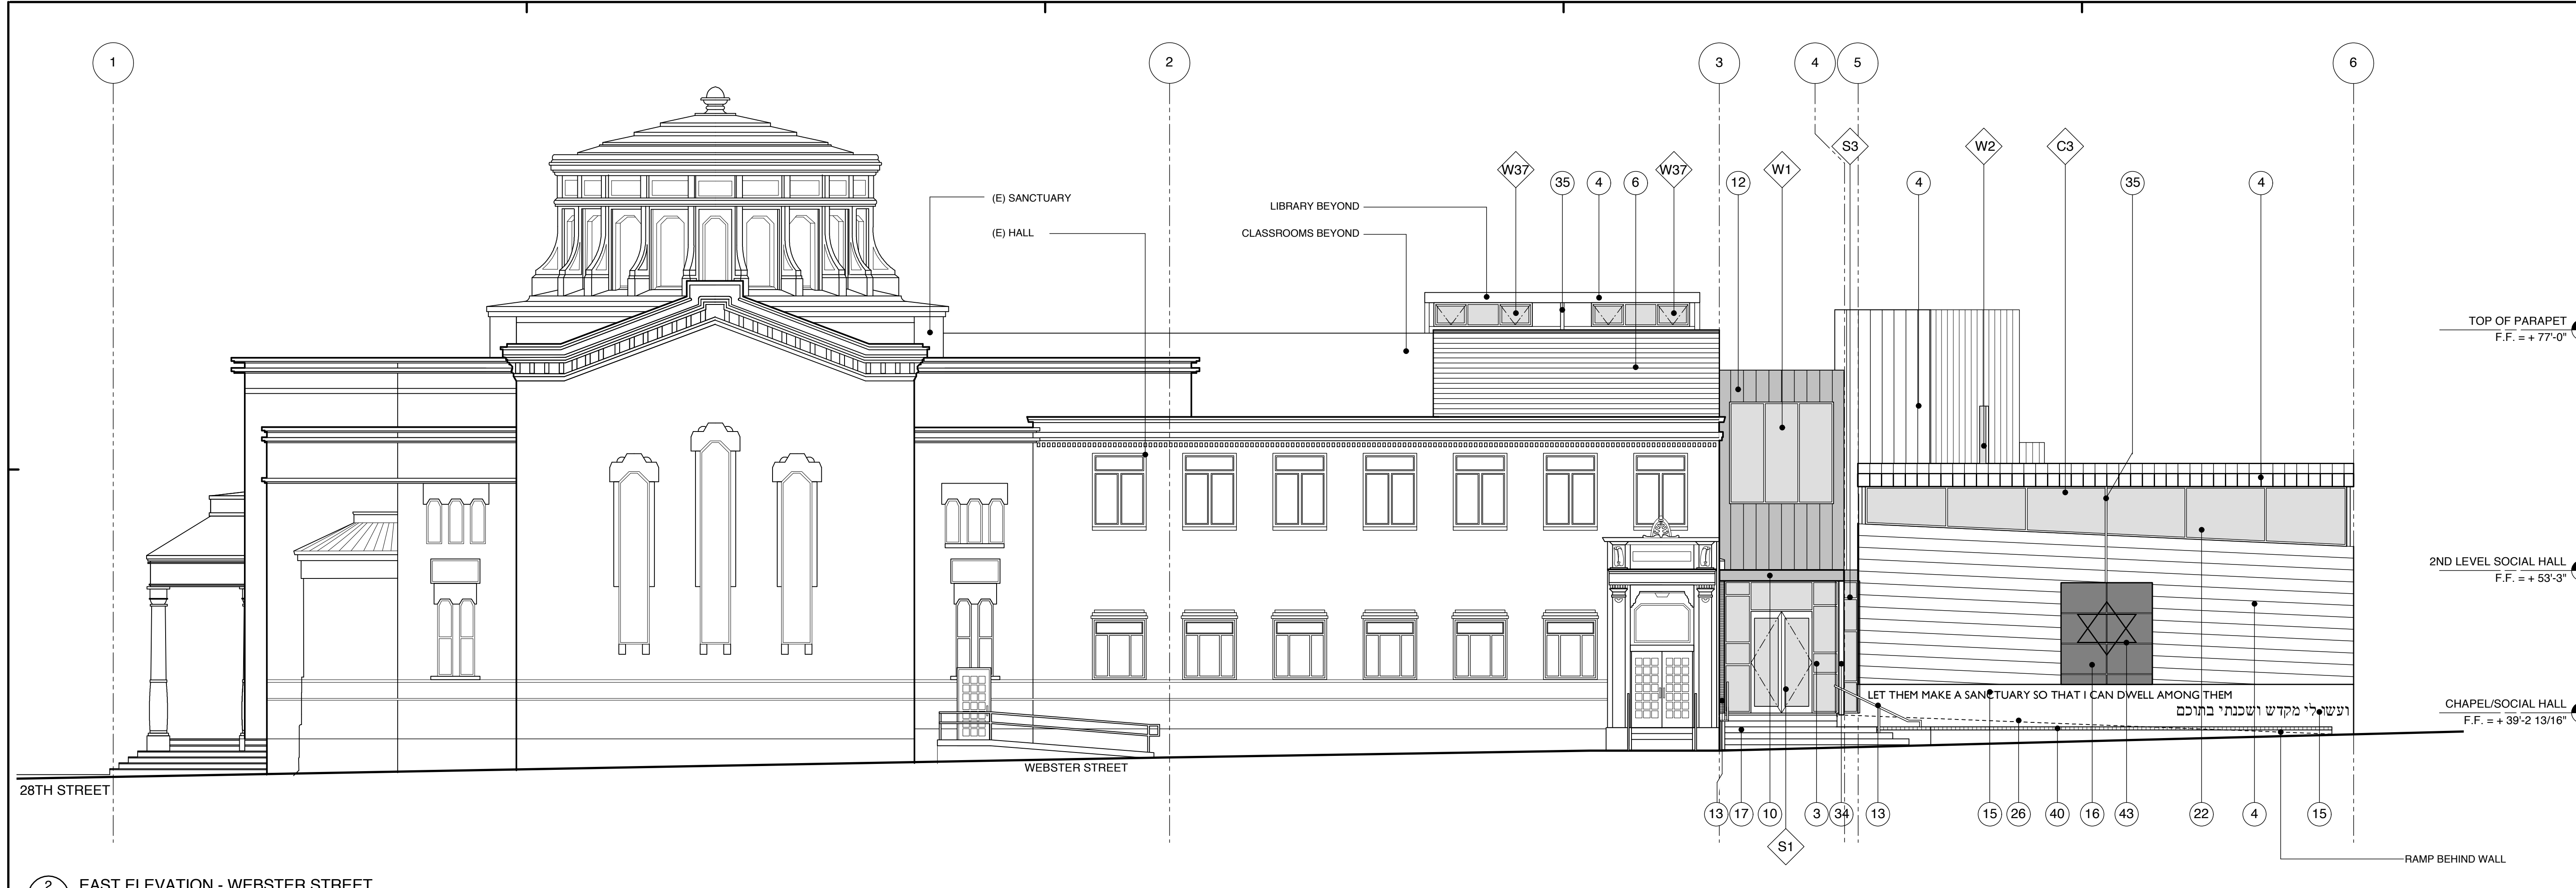 1
2
3
4
5
6
S3
W2
C3
W37
35
4
6
W37
12
W1
4
35
4
(E) SANCTUARY
LIBRARY BEYOND
(E) HALL
CLASSROOMS BEYOND
TOP OF PARAPET
F.F. = + 77'-0"
2ND LEVEL SOCIAL HALL
F.F. = + 53'-3"
LET THEM MAKE A SANCTUARY SO THAT I CAN DWELL AMONG THEM
ועשו לי מקדש ושכנתי בתוכם
CHAPEL/SOCIAL HALL
F.F. = + 39'-2 13/16"
WEBSTER STREET
28TH STREET
13
17
10
3
34
13
15
26
40
16
43
22
4
15
S1
RAMP BEHIND WALL
2
EAST ELEVATION - WEBSTER STREET